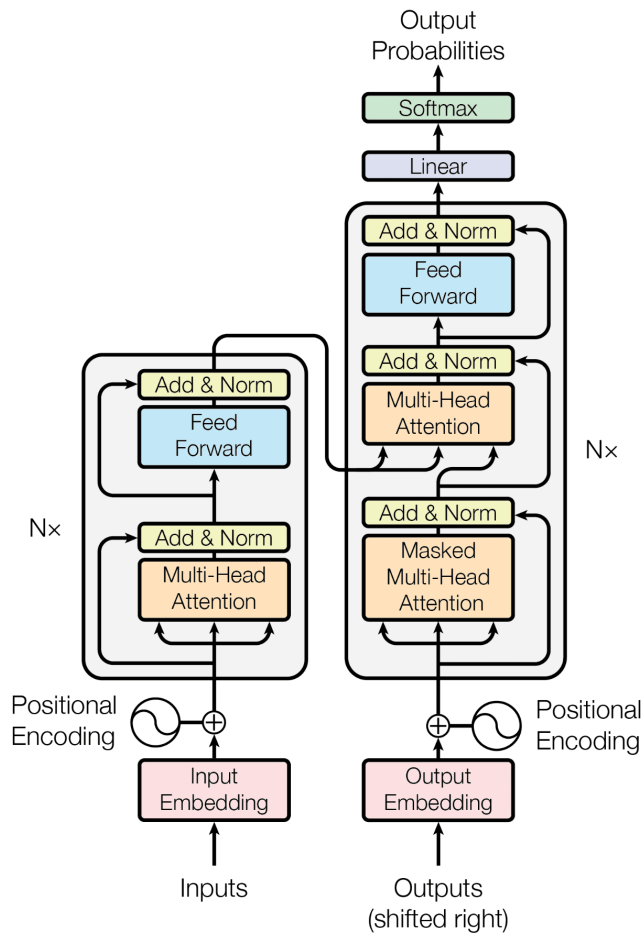 Output
Probabilities
Softmax
Linear
Add & Norm
Feed
Forward
Add & Norm
Multi-Head
Attention
Add & Norm
Masked
Multi-Head
Attention
Nx
Add & Norm
Feed
Forward
Add & Norm
Multi-Head
Attention
Nx
Positional
Encoding
Positional
Encoding
Input
Embedding
Output
Embedding
Inputs
Outputs
(shifted right)